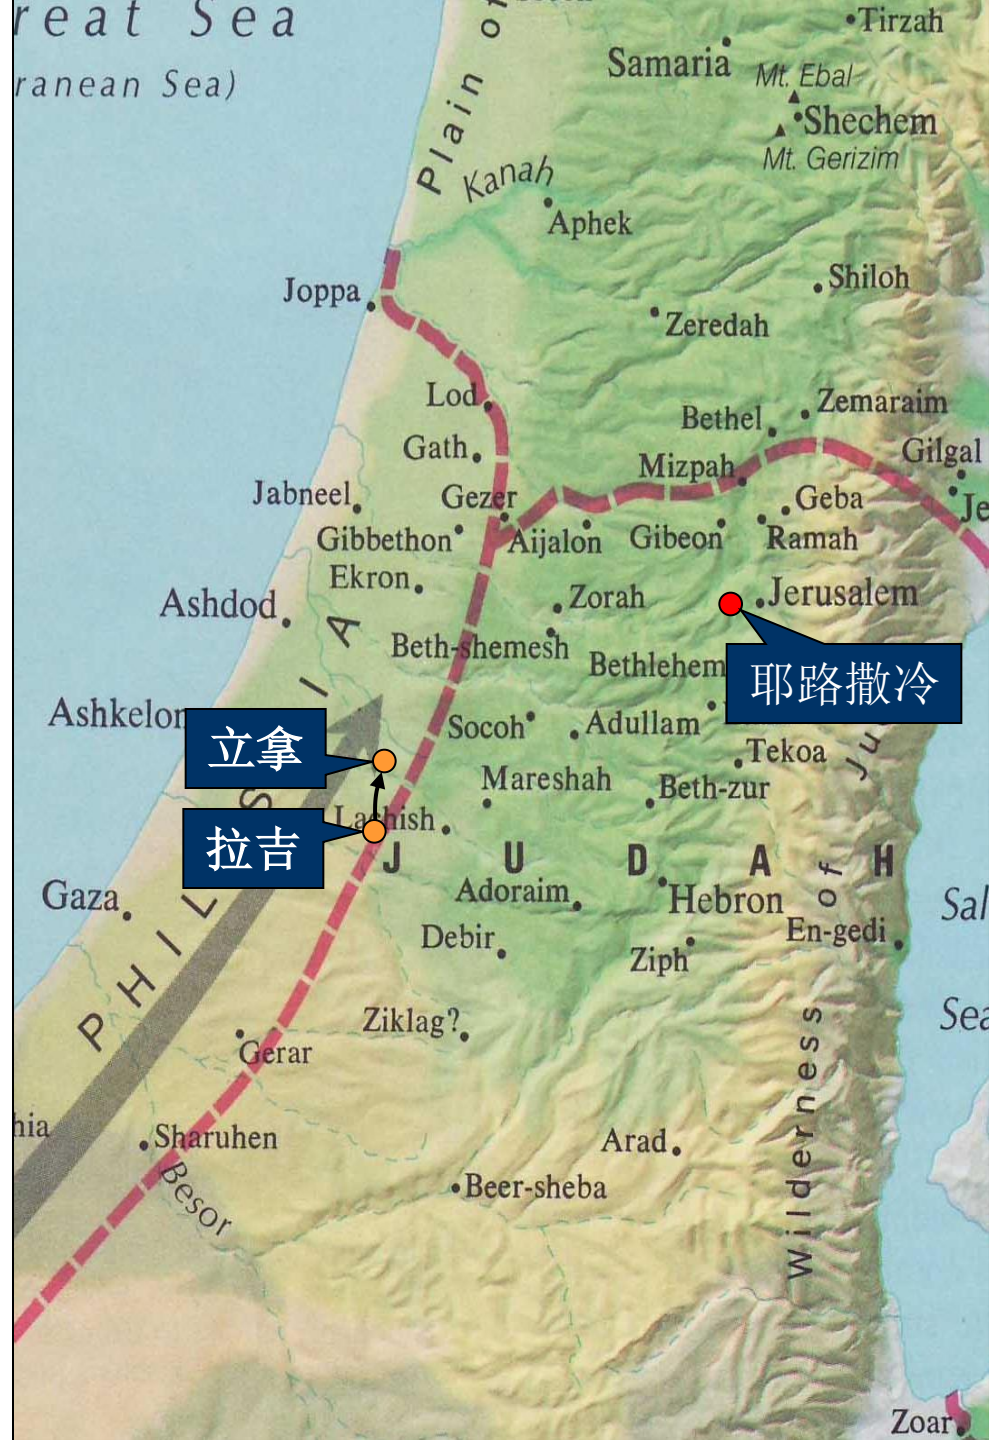 reat Sea
ranean Sea)
Plain of
Tirzah
Samaria
Mt. Ebal
Shechem
Mt. Gerizim
Kanah
Aphek
Joppa
Shiloh
Zeredah
Lod
Zemaraim
Bethel
Gath
Gilgal
Mizpah
Jabneel
Gezer
Geba
Je
Gibbethon
Aijalon
Gibeon
Ramah
Ekron
Ashdod
Zorah
Jerusalem
Beth-shemesh
Bethlehem
耶路撒冷
Ashkelon
立拿
Socoh
Adullam
Tekoa
Mareshah
Beth-zur
Lachish
拉吉
JUDAH
Gaza
Adoraim
Hebron
Debir
Ziph
En-gedi
Sal
Sea
PHILISTIA
Ziklag?
Gerar
Wilderness of Ju
hia
Sharuhen
Besor
Arad
Beer-sheba
Zoar